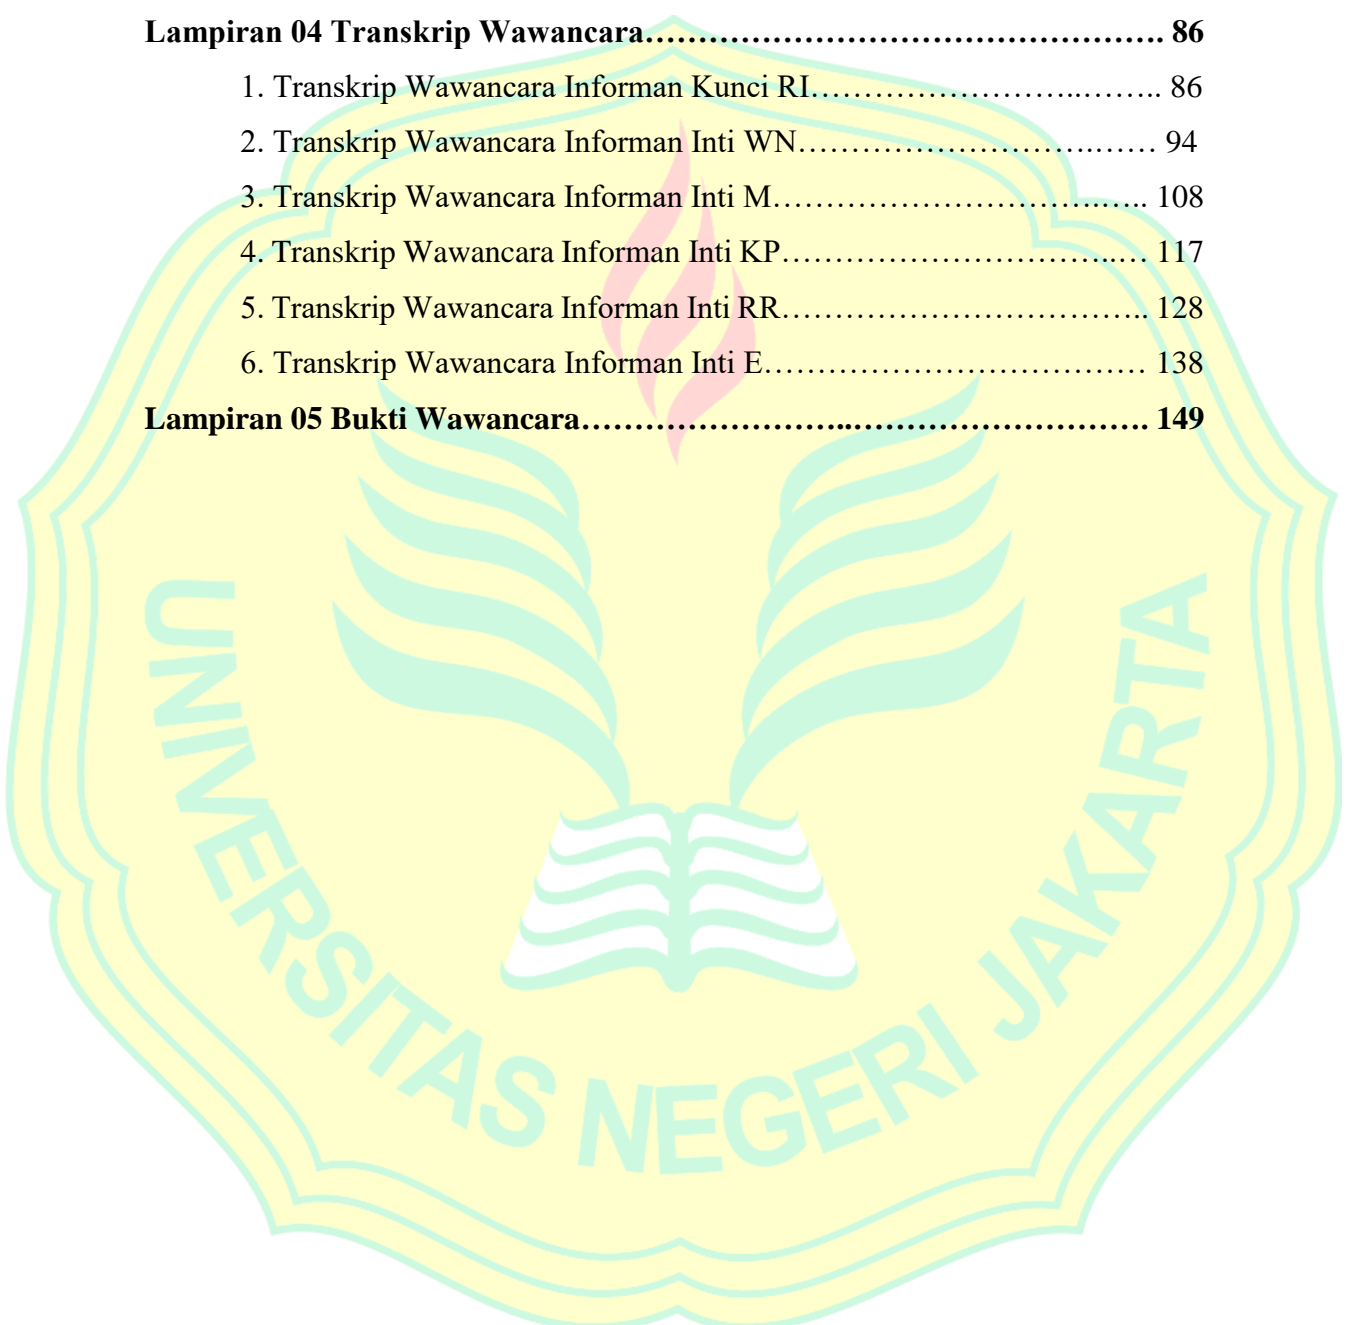 Lampiran 04 Transkrip Wawancara…………………………………………………. 86
1. Transkrip Wawancara Informan Kunci RI………………………..…….. 86
2. Transkrip Wawancara Informan Inti WN………………………….…… 94
3. Transkrip Wawancara Informan Inti M…………………………….….. 108
4. Transkrip Wawancara Informan Inti KP……………………………..… 117
5. Transkrip Wawancara Informan Inti RR…………………………….. 128
6. Transkrip Wawancara Informan Inti E………………………………… 138
Lampiran 05 Bukti Wawancara……………………...………………………. 149
UNIVERSITAS NEGERI JAKARTA